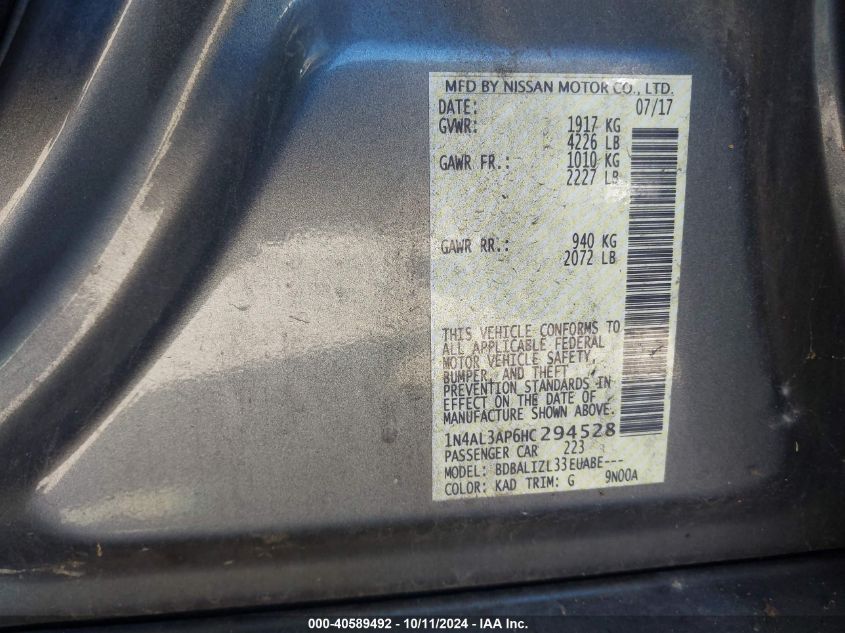 MFD BY NISSAN MOTOR CO., LTD.
DATE: 07/17
GVWR: 1917 KG
4226 LB
GAWR FR.: 1010 KG
2227 LB
GAWR RR.: 940 KG
2072 LB
THIS VEHICLE CONFORMS TO
ALL APPLICABLE FEDERAL
MOTOR VEHICLE SAFETY,
BUMPER, AND THEFT
PREVENTION STANDARDS IN
EFFECT ON THE DATE OF
MANUFACTURE SHOWN ABOVE.
1N4AL3AP6HC294528
PASSENGER CAR 223
MODEL: BDBALIZL33EUABE---
COLOR: KAD TRIM: G 9N00A
000-40589492 - 10/11/2024 - IAA Inc.